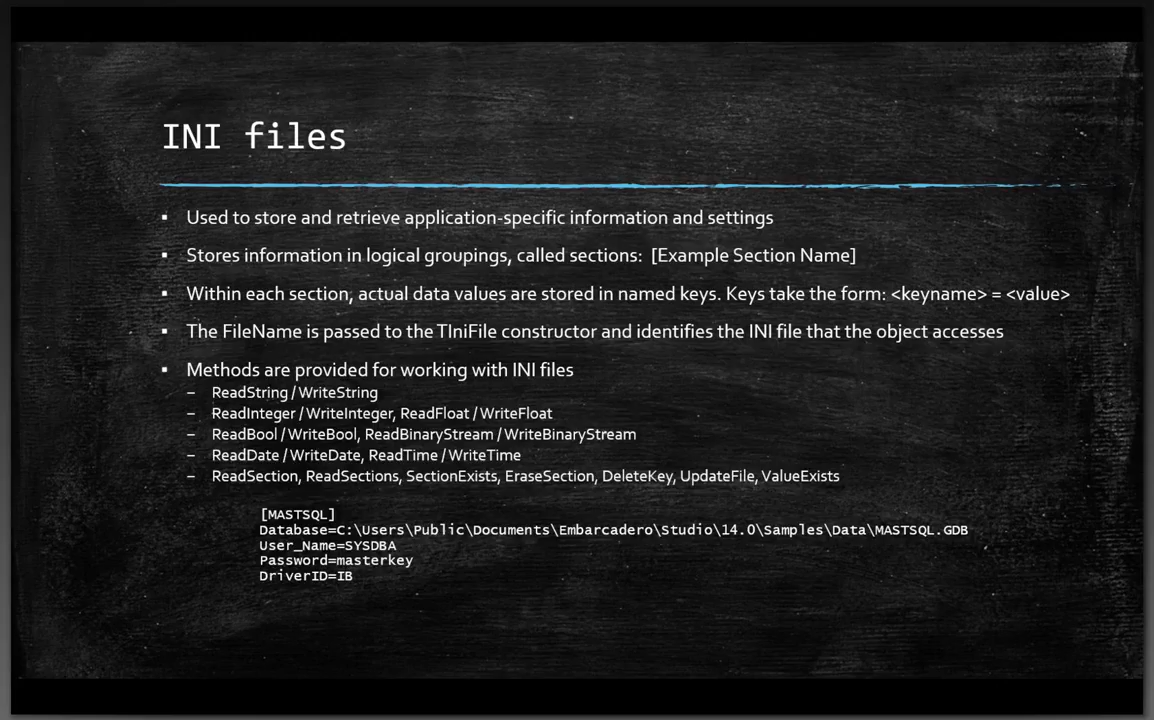 INI files
▪ Used to store and retrieve application-specific information and settings
▪ Stores information in logical groupings, called sections: [Example Section Name]
▪ Within each section, actual data values are stored in named keys. Keys take the form: <keyname> = <value>
▪ The FileName is passed to the TIniFile constructor and identifies the INI file that the object accesses
▪ Methods are provided for working with INI files
– ReadString / WriteString
– ReadInteger / WriteInteger, ReadFloat / WriteFloat
– ReadBool / WriteBool, ReadBinaryStream / WriteBinaryStream
– ReadDate / WriteDate, ReadTime / WriteTime
– ReadSection, ReadSections, SectionExists, EraseSection, DeleteKey, UpdateFile, ValueExists
[MASTSQL]
Database=C:\Users\Public\Documents\Embarcadero\Studio\14.0\Samples\Data\MASTSQL.GDB
User_Name=SYSDBA
Password=masterkey
DriverID=IB